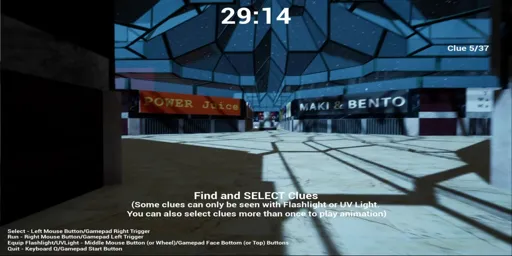 29:14
Clue 5/37
POWER Juice
MAKI & BENTO
Find and SELECT Clues
(Some clues can only be seen with Flashlight or UV Light
You can also select clues more than once to play animation)
Select - Left Mouse Button/Gamepad Right Trigger
Run - Right Mouse Button/Gamepad Left Trigger
Equip Flashlight/UVLight - Middle Mouse Button (or Wheel)/Gamepad Face Bottom (or Top) Buttons
Quit - Keyboard Q/Gamepad Start Button